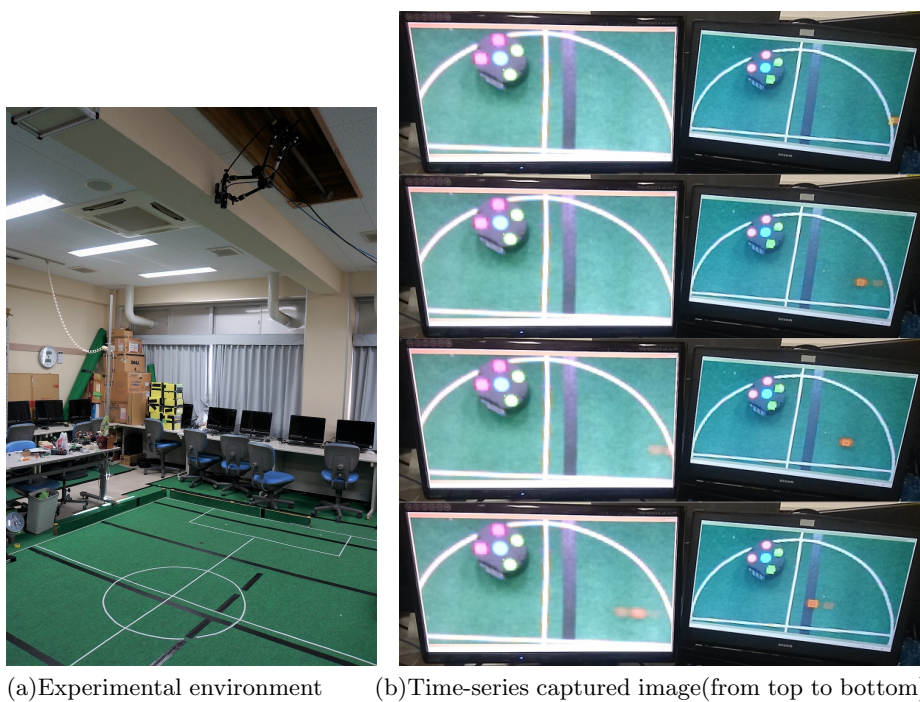 (a)Experimental environment
(b)Time-series captured image(from top to bottom)